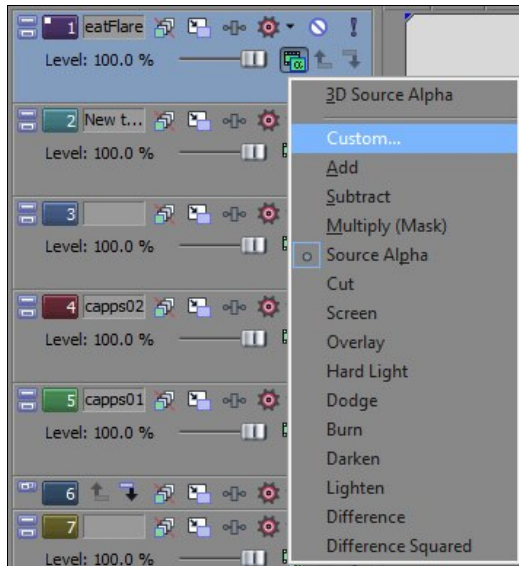 1 eatFlare
Level: 100.0 %
2 New t...
Level: 100.0 %
3
Level: 100.0 %
4 capps02
Level: 100.0 %
5 capps01
Level: 100.0 %
6
7
Level: 100.0 %
3D Source Alpha
Custom...
Add
Subtract
Multiply (Mask)
Source Alpha
Cut
Screen
Overlay
Hard Light
Dodge
Burn
Darken
Lighten
Difference
Difference Squared